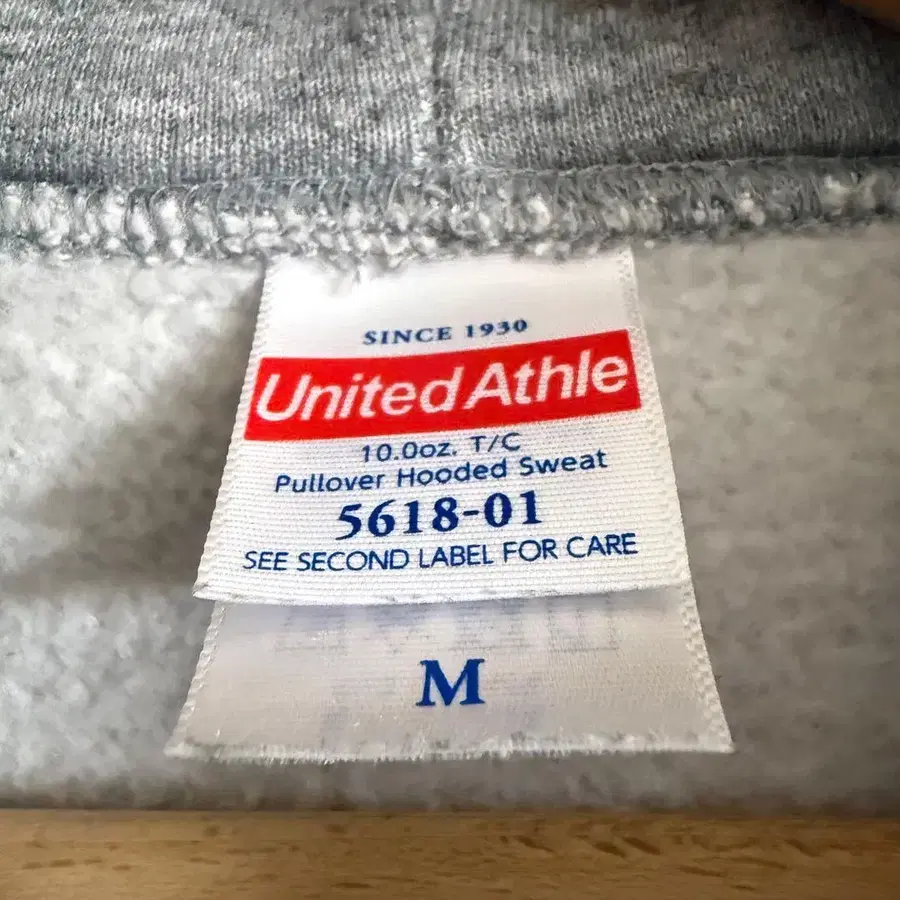 SINCE 1930
United Athle
10.0oz. T/C
Pullover Hooded Sweat
5618-01
SEE SECOND LABEL FOR CARE
M